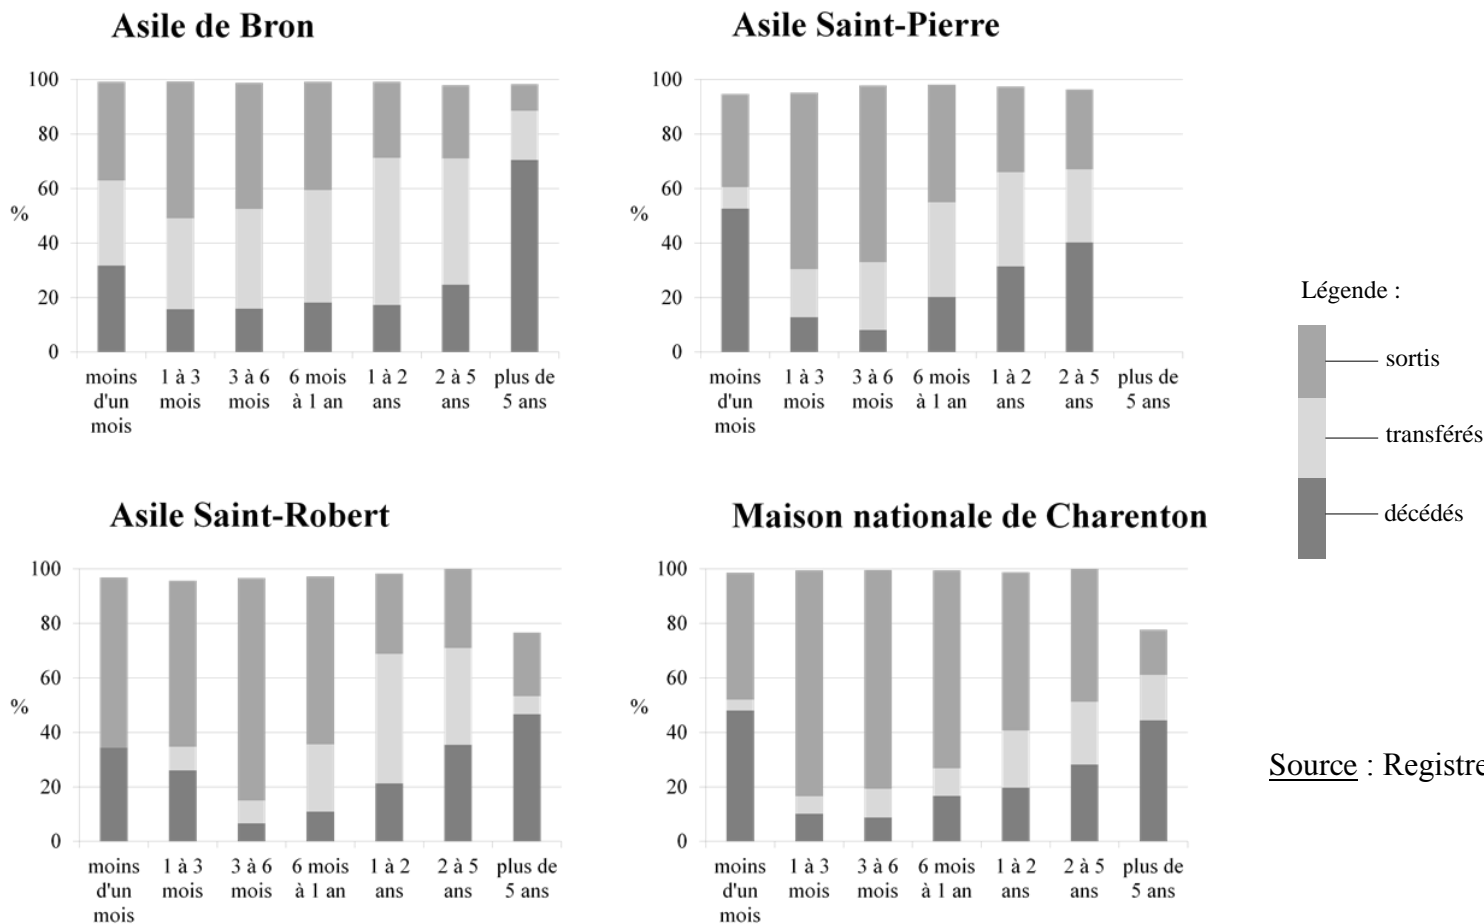 Asile de Bron
100
80
60
%
40
20
0
moins d'un mois
1 à 3 mois
3 à 6 mois
6 mois à 1 an
1 à 2 ans
2 à 5 ans
plus de 5 ans
Asile Saint-Pierre
100
80
60
%
40
20
0
moins d'un mois
1 à 3 mois
3 à 6 mois
6 mois à 1 an
1 à 2 ans
2 à 5 ans
plus de 5 ans
Légende :
sortis
transférés
décédés
Asile Saint-Robert
100
80
60
%
40
20
0
moins d'un mois
1 à 3 mois
3 à 6 mois
6 mois à 1 an
1 à 2 ans
2 à 5 ans
plus de 5 ans
Maison nationale de Charenton
100
80
60
%
40
20
0
moins d'un mois
1 à 3 mois
3 à 6 mois
6 mois à 1 an
1 à 2 ans
2 à 5 ans
plus de 5 ans
Source : Registre